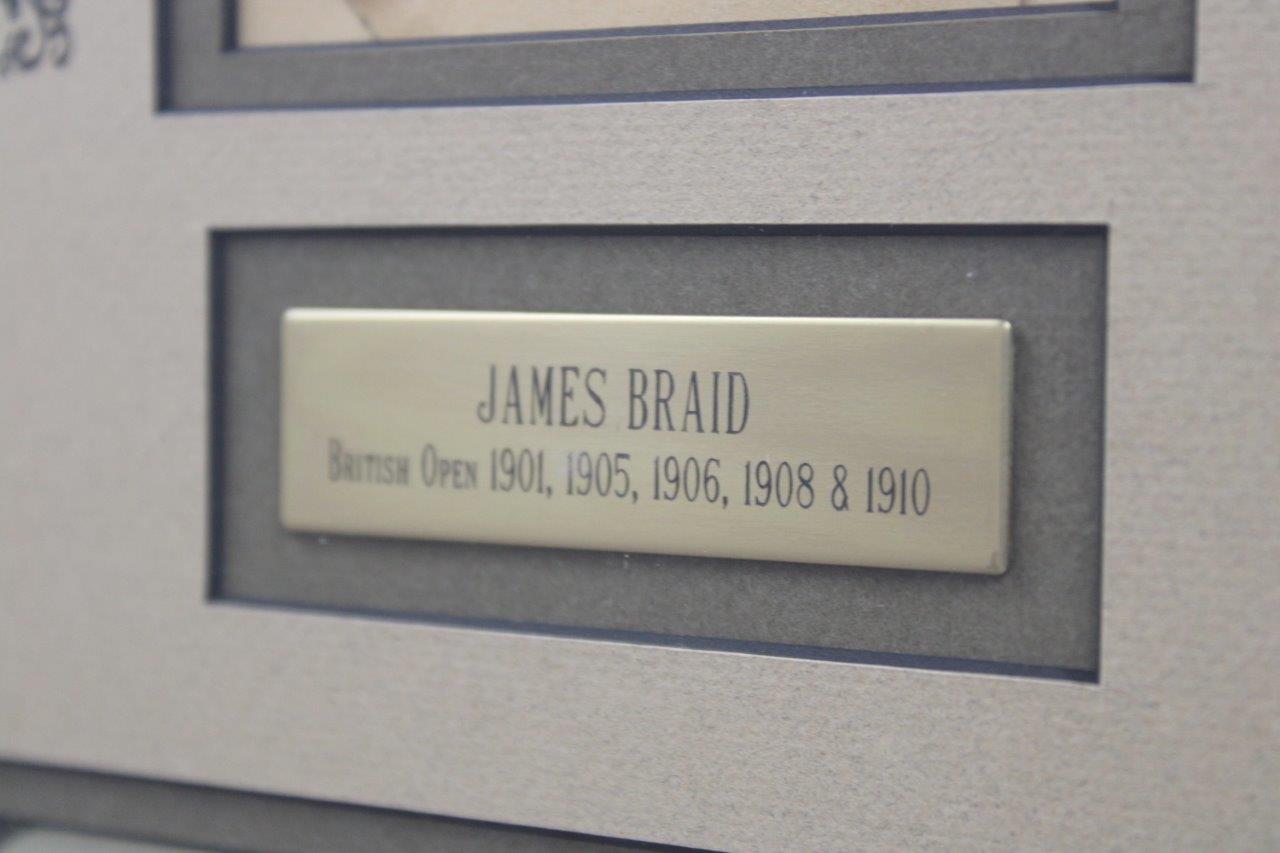 JAMES BRAID
British Open 1901, 1905, 1906, 1908 & 1910